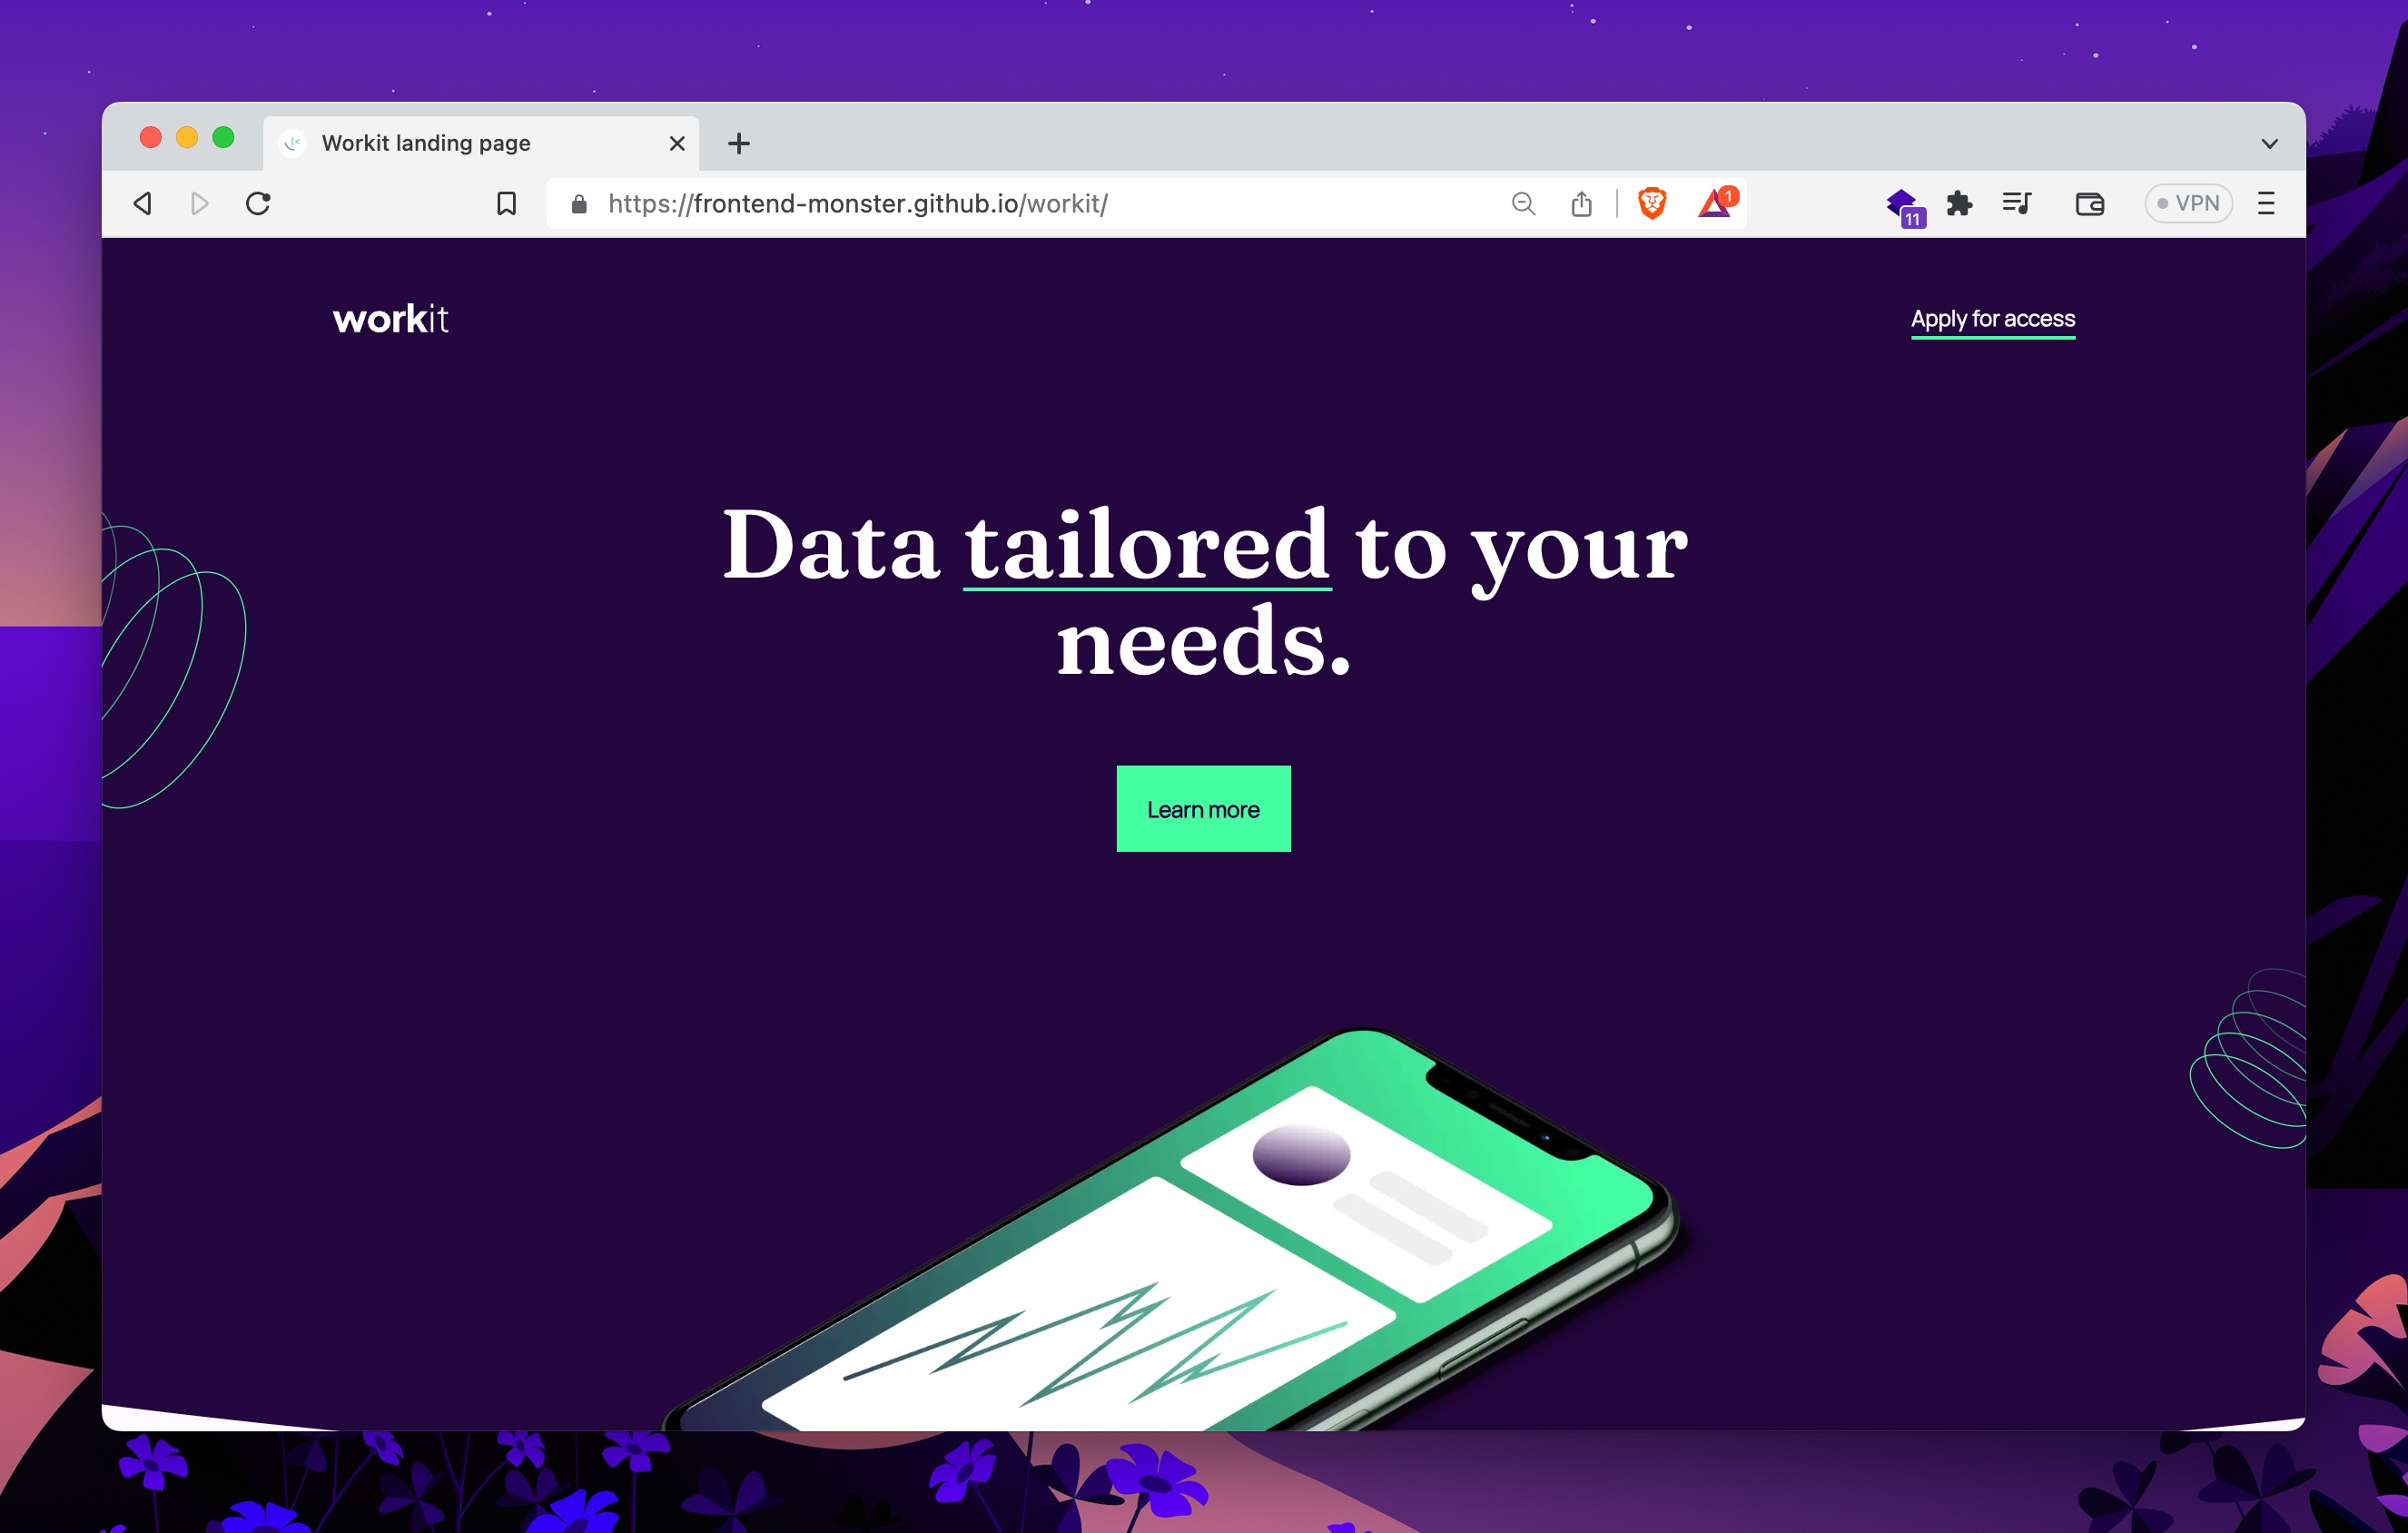 Workit landing page
https://frontend-monster.github.io/workit/
1
11
VPN
workit
Apply for access
Data tailored to your
needs.
Learn more